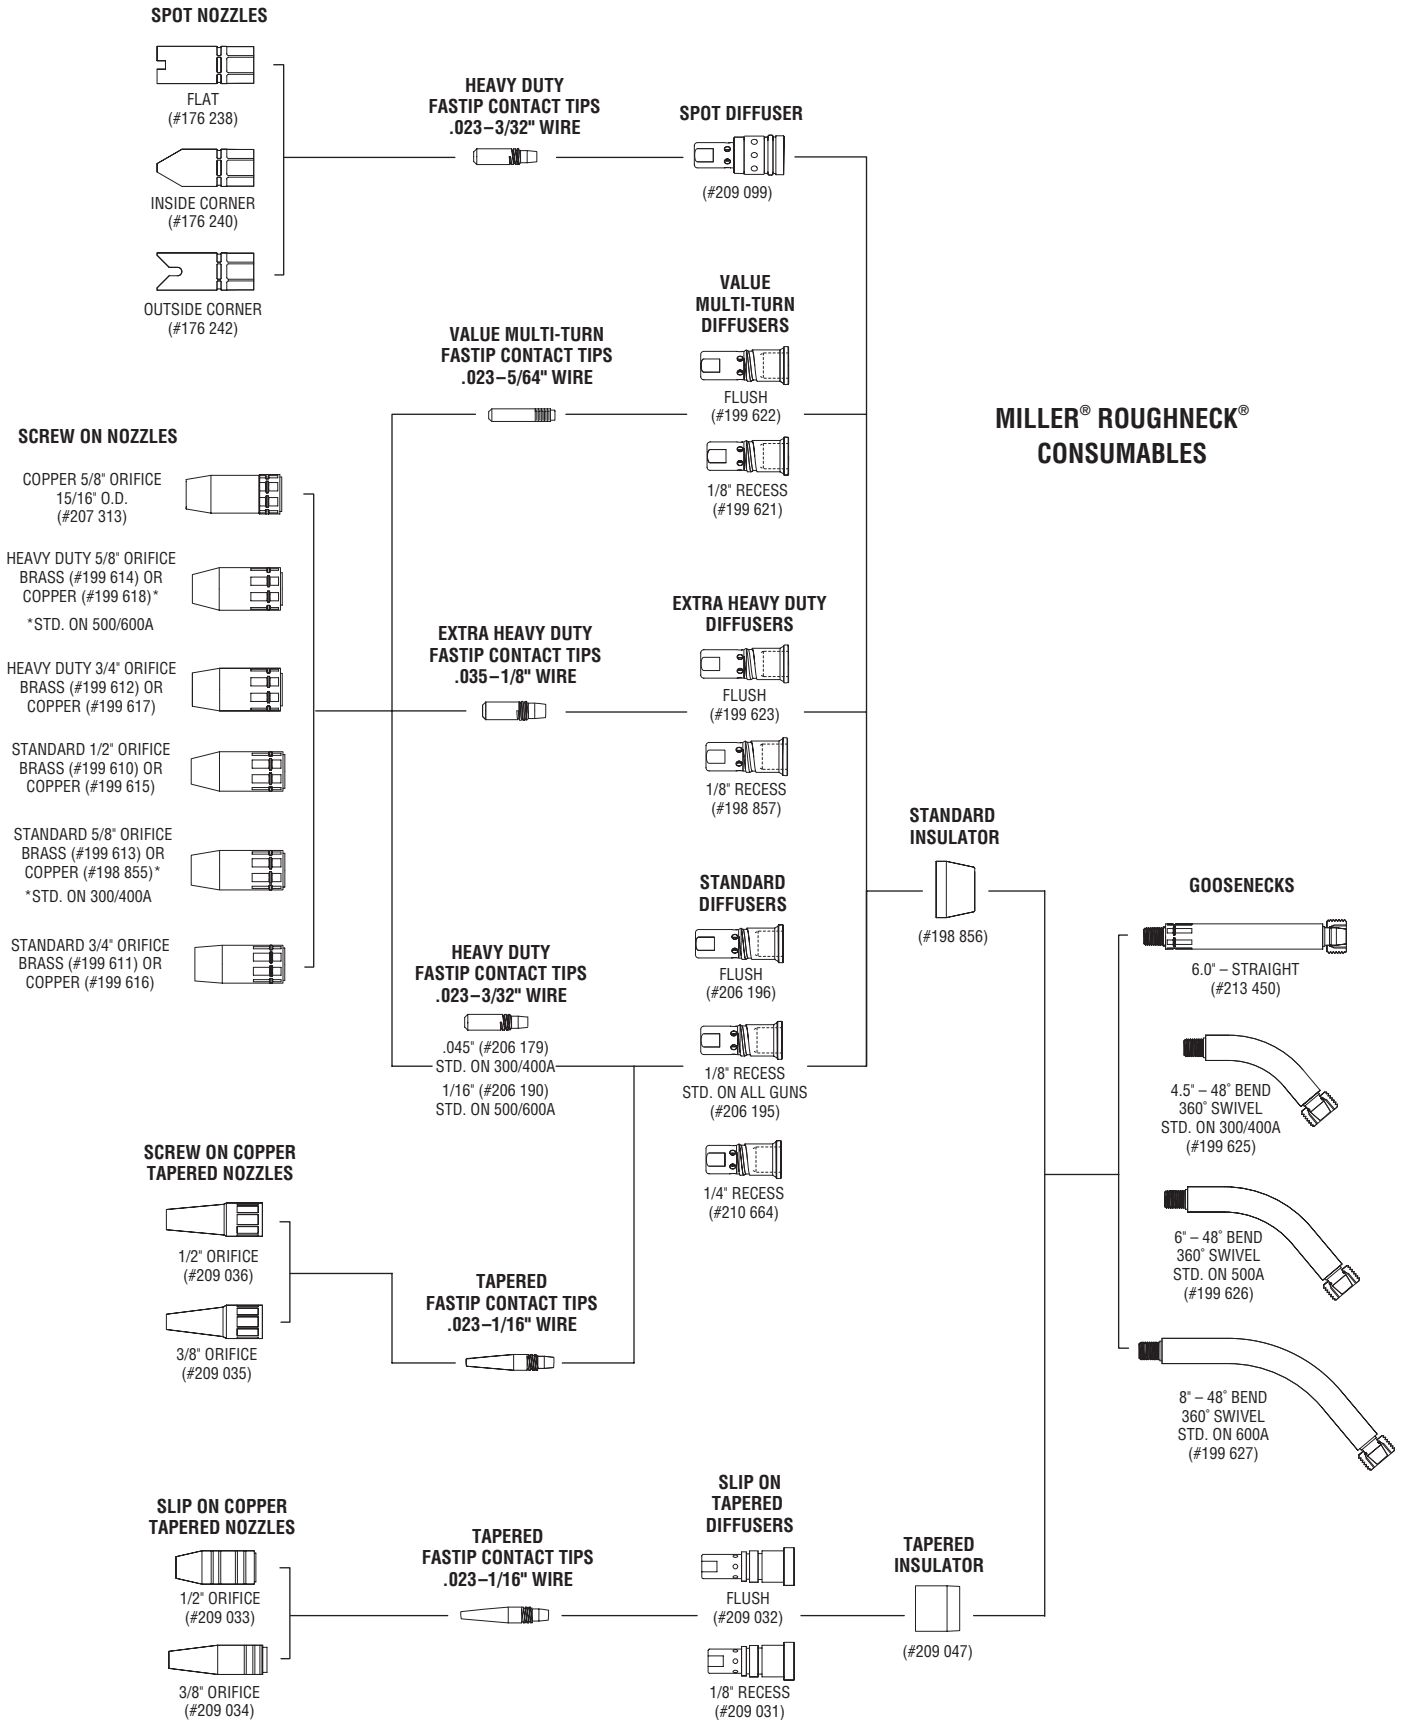 SPOT NOZZLES
FLAT
(#176 238)
INSIDE CORNER
(#176 240)
OUTSIDE CORNER
(#176 242)
HEAVY DUTY
FASTIP CONTACT TIPS
.023–3/32" WIRE
SPOT DIFFUSER
(#209 099)
VALUE MULTI-TURN
FASTIP CONTACT TIPS
.023–5/64" WIRE
VALUE
MULTI-TURN
DIFFUSERS
FLUSH
(#199 622)
1/8" RECESS
(#199 621)
MILLER® ROUGHNECK®
CONSUMABLES
SCREW ON NOZZLES
COPPER 5/8" ORIFICE
15/16" O.D.
(#207 313)
HEAVY DUTY 5/8" ORIFICE
BRASS (#199 614) OR
COPPER (#199 618)*
*STD. ON 500/600A
HEAVY DUTY 3/4" ORIFICE
BRASS (#199 612) OR
COPPER (#199 617)
STANDARD 1/2" ORIFICE
BRASS (#199 610) OR
COPPER (#199 615)
STANDARD 5/8" ORIFICE
BRASS (#199 613) OR
COPPER (#198 855)*
*STD. ON 300/400A
STANDARD 3/4" ORIFICE
BRASS (#199 611) OR
COPPER (#199 616)
EXTRA HEAVY DUTY
FASTIP CONTACT TIPS
.035–1/8" WIRE
EXTRA HEAVY DUTY
DIFFUSERS
FLUSH
(#199 623)
1/8" RECESS
(#198 857)
HEAVY DUTY
FASTIP CONTACT TIPS
.023–3/32" WIRE
.045" (#206 179)
STD. ON 300/400A
1/16" (#206 190)
STD. ON 500/600A
STANDARD
DIFFUSERS
FLUSH
(#206 196)
1/8" RECESS
STD. ON ALL GUNS
(#206 195)
1/4" RECESS
(#210 664)
STANDARD
INSULATOR
(#198 856)
GOOSENECKS
6.0" – STRAIGHT
(#213 450)
4.5" – 48° BEND
360° SWIVEL
STD. ON 300/400A
(#199 625)
6" – 48° BEND
360° SWIVEL
STD. ON 500A
(#199 626)
8" – 48° BEND
360° SWIVEL
STD. ON 600A
(#199 627)
SCREW ON COPPER
TAPERED NOZZLES
1/2" ORIFICE
(#209 036)
3/8" ORIFICE
(#209 035)
TAPERED
FASTIP CONTACT TIPS
.023–1/16" WIRE
SLIP ON COPPER
TAPERED NOZZLES
1/2" ORIFICE
(#209 033)
3/8" ORIFICE
(#209 034)
TAPERED
FASTIP CONTACT TIPS
.023–1/16" WIRE
SLIP ON
TAPERED
DIFFUSERS
FLUSH
(#209 032)
1/8" RECESS
(#209 031)
TAPERED
INSULATOR
(#209 047)